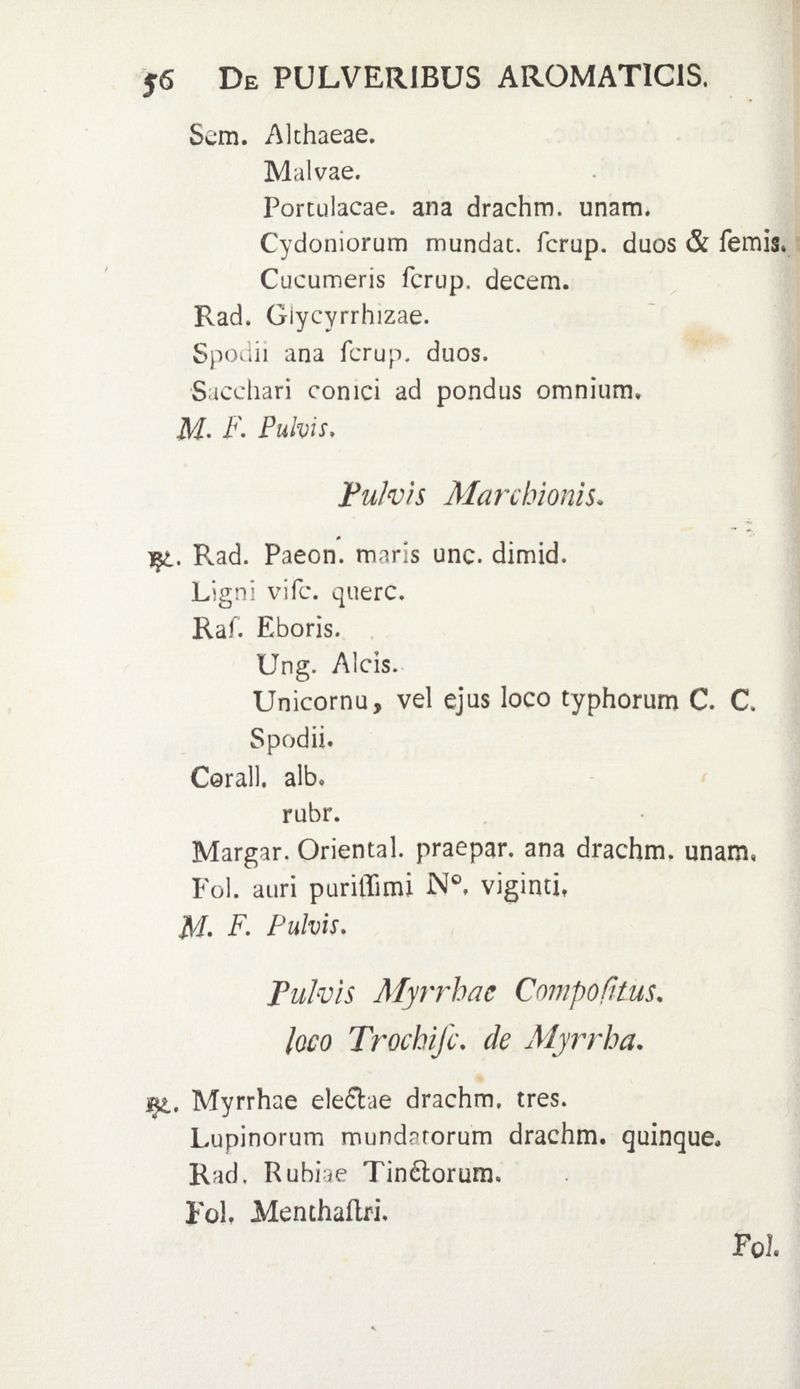 56 De PULVERIBUS AROMATICIS.
Sem. Althaeae.
Malvae.
Portulacae. ana drachm. unam.
Cydoniorum mundat. ſcrup. duos & ſemis.
Cucumeris ſcrup. decem.
Rad. Glycyrrhizae.
Spodii ana ſcrup. duos.
Sacchari conici ad pondus omnium.
M. F. Pulvis.
Pulvis Marchionis.
℞. Rad. Paeon. maris unc. dimid.
Ligni viſc. querc.
Raſ. Eboris.
Ung. Alcis.
Unicornu, vel ejus loco typhorum C. C.
Spodii.
Corall. alb.
rubr.
Margar. Oriental. praepar. ana drachm. unam.
Fol. auri puriſſimi N°. viginti.
M. F. Pulvis.
Pulvis Myrrhae Compoſitus.
loco Trochiſc. de Myrrha.
℞. Myrrhae electae drachm. tres.
Lupinorum mundatorum drachm. quinque.
Rad. Rubiae Tinctorum.
Fol. Menthaſtri.
Fol.